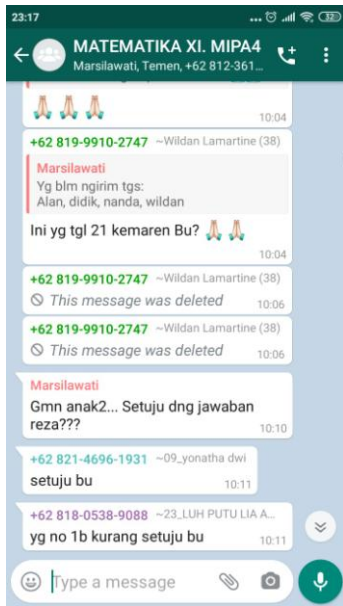 23:17
32
MATEMATIKA XI. MIPA4
Marsilawati, Temen, +62 812-361...
10:04
+62 819-9910-2747 ~Wildan Lamartine (38)
Marsilawati
Yg blm ngirim tgs:
Alan, didik, nanda, wildan
Ini yg tgl 21 kemaren Bu?
10:04
+62 819-9910-2747 ~Wildan Lamartine (38)
This message was deleted 10:06
+62 819-9910-2747 ~Wildan Lamartine (38)
This message was deleted 10:06
Marsilawati
Gmn anak2... Setuju dng jawaban
reza???
10:10
+62 821-4696-1931 ~09_yonatha dwi
setuju bu
10:11
+62 818-0538-9088 ~23_LUH PUTU LIA A...
yg no 1b kurang setuju bu
10:11
Type a message